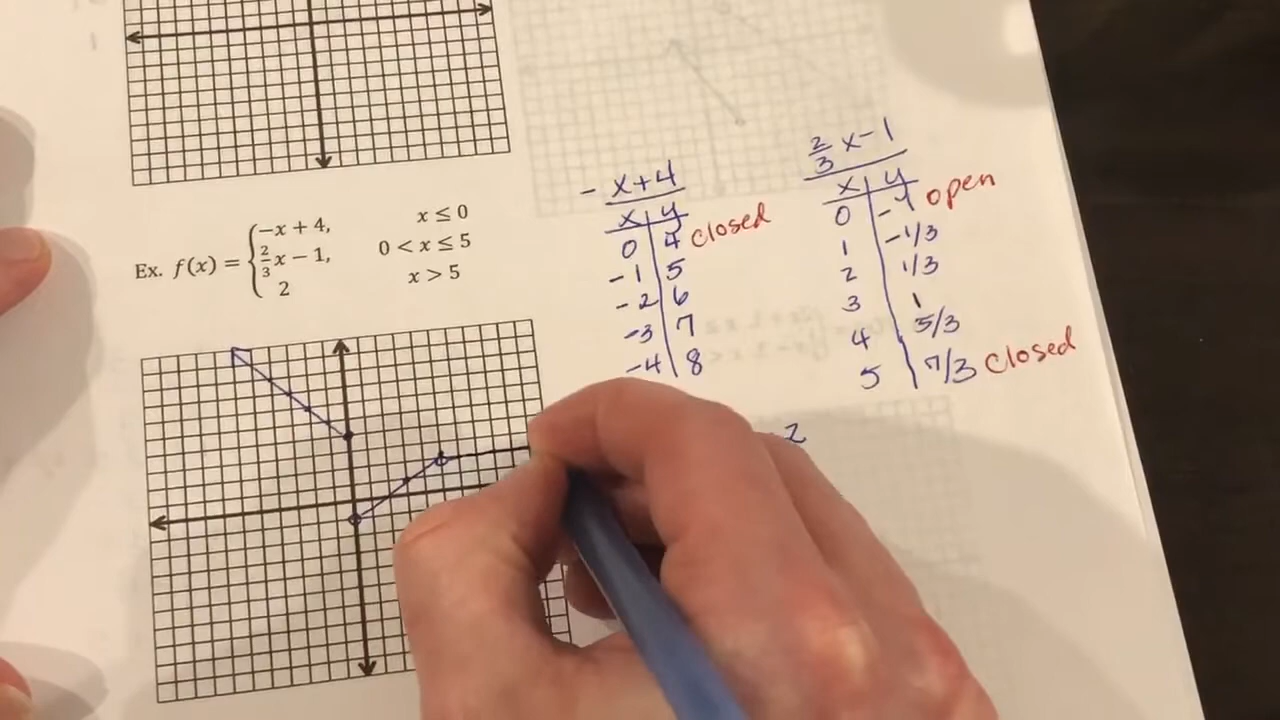 Ex. f(x) = { -x + 4, x ≤ 0
2/3 x − 1, 0 < x ≤ 5
2 x > 5
- x+4
x | y
0 | 4 closed
-1 | 5
-2 | 6
-3 | 7
-4 | 8
2/3 x-1
x | y
0 | -1 open
1 | -1/3
2 | 1/3
3 | 1
4 | 5/3
5 | 7/3 closed
2